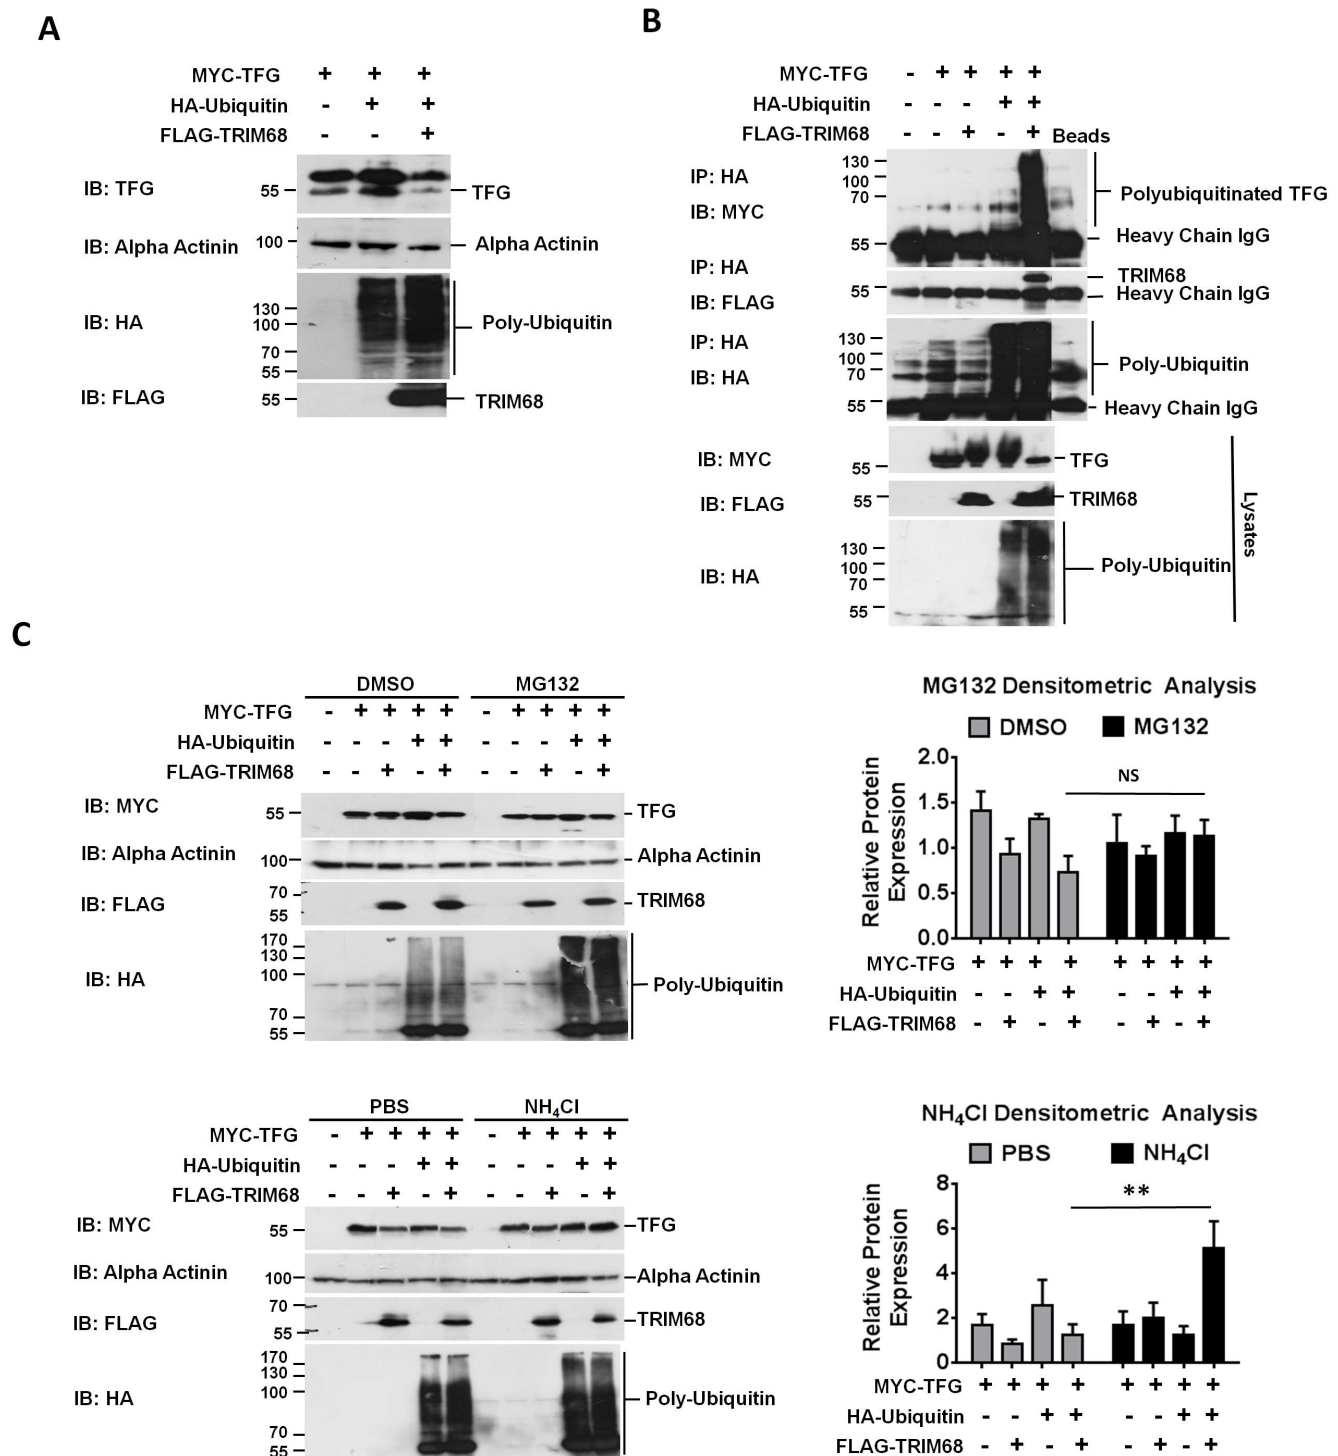 A
MYC-TFG + + +
HA-Ubiquitin - + +
FLAG-TRIM68 - - +
IB: TFG 55 TFG
IB: Alpha Actinin 100 Alpha Actinin
IB: HA 130 100 70 55 Poly-Ubiquitin
IB: FLAG 55 TRIM68
B
MYC-TFG - + + + +
HA-Ubiquitin - - - + +
FLAG-TRIM68 - - + - + Beads
IP: HA
IB: MYC
130
100
70
55
Polyubiquitinated TFG
Heavy Chain IgG
IP: HA
IB: FLAG
55
TRIM68
Heavy Chain IgG
IP: HA
IB: HA
130
100
70
55
Poly-Ubiquitin
Heavy Chain IgG
IB: MYC 55 TFG
IB: FLAG 55 TRIM68
IB: HA 130 100 70 55 Poly-Ubiquitin
Lysates
C
DMSO MG132
MYC-TFG - + + + + - + + + +
HA-Ubiquitin - - - + + - - - + +
FLAG-TRIM68 - - + - + - - + - +
IB: MYC 55 TFG
IB: Alpha Actinin 100 Alpha Actinin
IB: FLAG 70 55 TRIM68
IB: HA 170 130 100 70 55 Poly-Ubiquitin
MG132 Densitometric Analysis
DMSO MG132
Relative Protein
Expression
2.0
1.5
1.0
0.5
0.0
NS
MYC-TFG + + + + + + + +
HA-Ubiquitin - - + + - - + +
FLAG-TRIM68 - + - + - + - +
PBS NH4Cl
MYC-TFG - + + + + - + + + +
HA-Ubiquitin - - - + + - - - + +
FLAG-TRIM68 - - + - + - - + - +
IB: MYC 55 TFG
IB: Alpha Actinin 100 Alpha Actinin
IB: FLAG 70 55 TRIM68
IB: HA 170 130 100 70 55 Poly-Ubiquitin
NH4Cl Densitometric Analysis
PBS NH4Cl
Relative Protein
Expression
8
6
4
2
0
**
MYC-TFG + + + + + + + +
HA-Ubiquitin - - + + - - + +
FLAG-TRIM68 - + - + - + - +